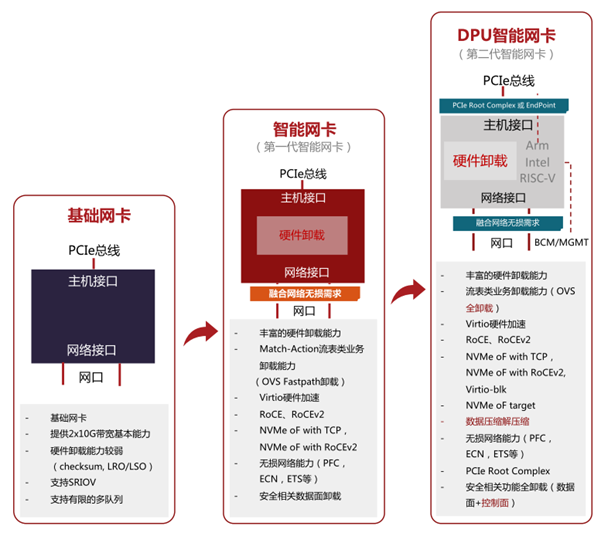 基础网卡
PCIe总线
主机接口
网络接口
网口
- 基础网卡
- 提供2x10G带宽基本能力
- 硬件卸载能力较弱
（checksum, LRO/LSO）
- 支持SRIOV
- 支持有限的多队列
智能网卡
（第一代智能网卡）
PCIe总线
主机接口
硬件卸载
网络接口
融合网络无损需求
网口
- 丰富的硬件卸载能力
- Match-Action流表类业务
卸载能力
（OVS Fastpath卸载）
- Virtio硬件加速
- RoCE、RoCEv2
- NVMe oF with TCP，
NVMe oF with RoCEv2
- 无损网络能力（PFC，
ECN，ETS等）
- 安全相关数据面卸载
DPU智能网卡
（第二代智能网卡）
PCIe总线
PCIe Root Complex 或 EndPoint
主机接口
硬件卸载
Arm
Intel
RISC-V
网络接口
融合网络无损需求
网口
BCM/MGMT
- 丰富的硬件卸载能力
- 流表类业务卸载能力（OVS
全卸载）
- Virtio硬件加速
- RoCE、RoCEv2
- NVMe oF with TCP，
NVMe oF with RoCEv2,
Virtio-blk
- NVMe oF target
- 数据压缩解压缩
- 无损网络能力（PFC，
ECN，ETS等）
- PCIe Root Complex
- 安全相关功能全卸载（数据
面+控制面）